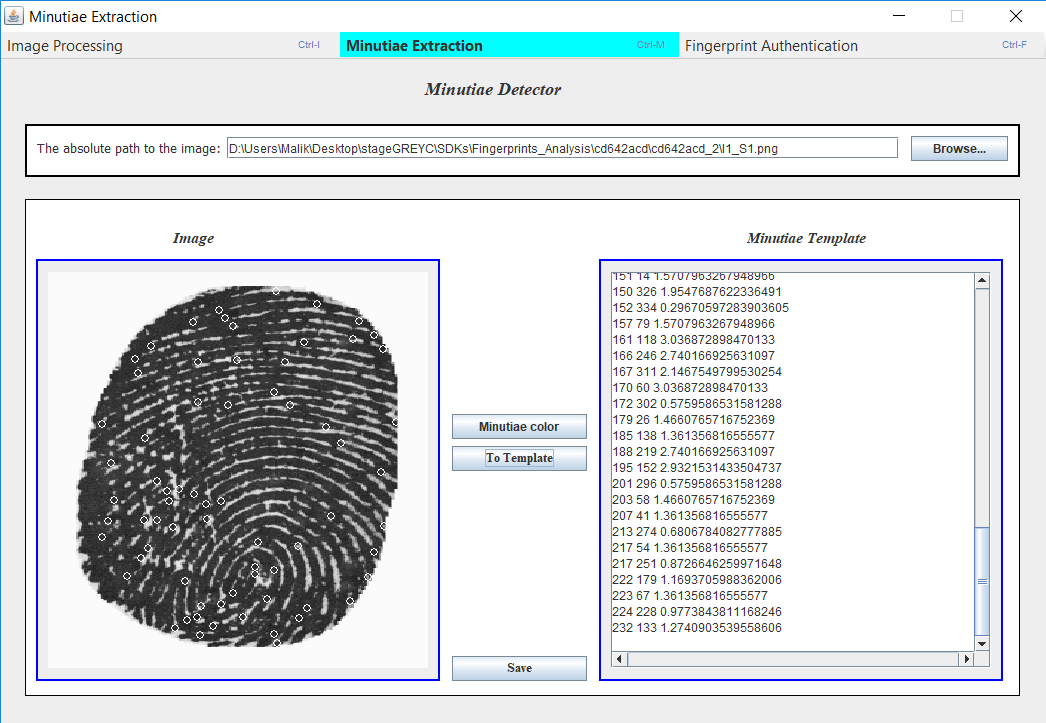 Minutiae Extraction
Image Processing Ctrl-I Minutiae Extraction Ctrl-M Fingerprint Authentication Ctrl-F
Minutiae Detector
The absolute path to the image: D:\Users\Malik\Desktop\stageGREYC\SDKs\Fingerprints_Analysis\cd642acd\cd642acd_2\I1_S1.png Browse...
Image
Minutiae Template
151 14 1.5707963267948966
150 326 1.9547687622336491
152 334 0.29670597283903605
157 79 1.5707963267948966
161 118 3.036872898470133
166 246 2.740166925631097
167 311 2.1467549799530254
170 60 3.036872898470133
172 302 0.5759586531581288
179 26 1.4660765716752369
185 138 1.361356816555577
188 219 2.740166925631097
195 152 2.9321531433504737
201 296 0.5759586531581288
203 58 1.4660765716752369
207 41 1.361356816555577
213 274 0.6806784082777885
217 54 1.361356816555577
217 251 0.8726646259971648
222 179 1.1693705988362006
223 67 1.361356816555577
224 228 0.9773843811168246
232 133 1.2740903539558606
Minutiae color
To Template
Save